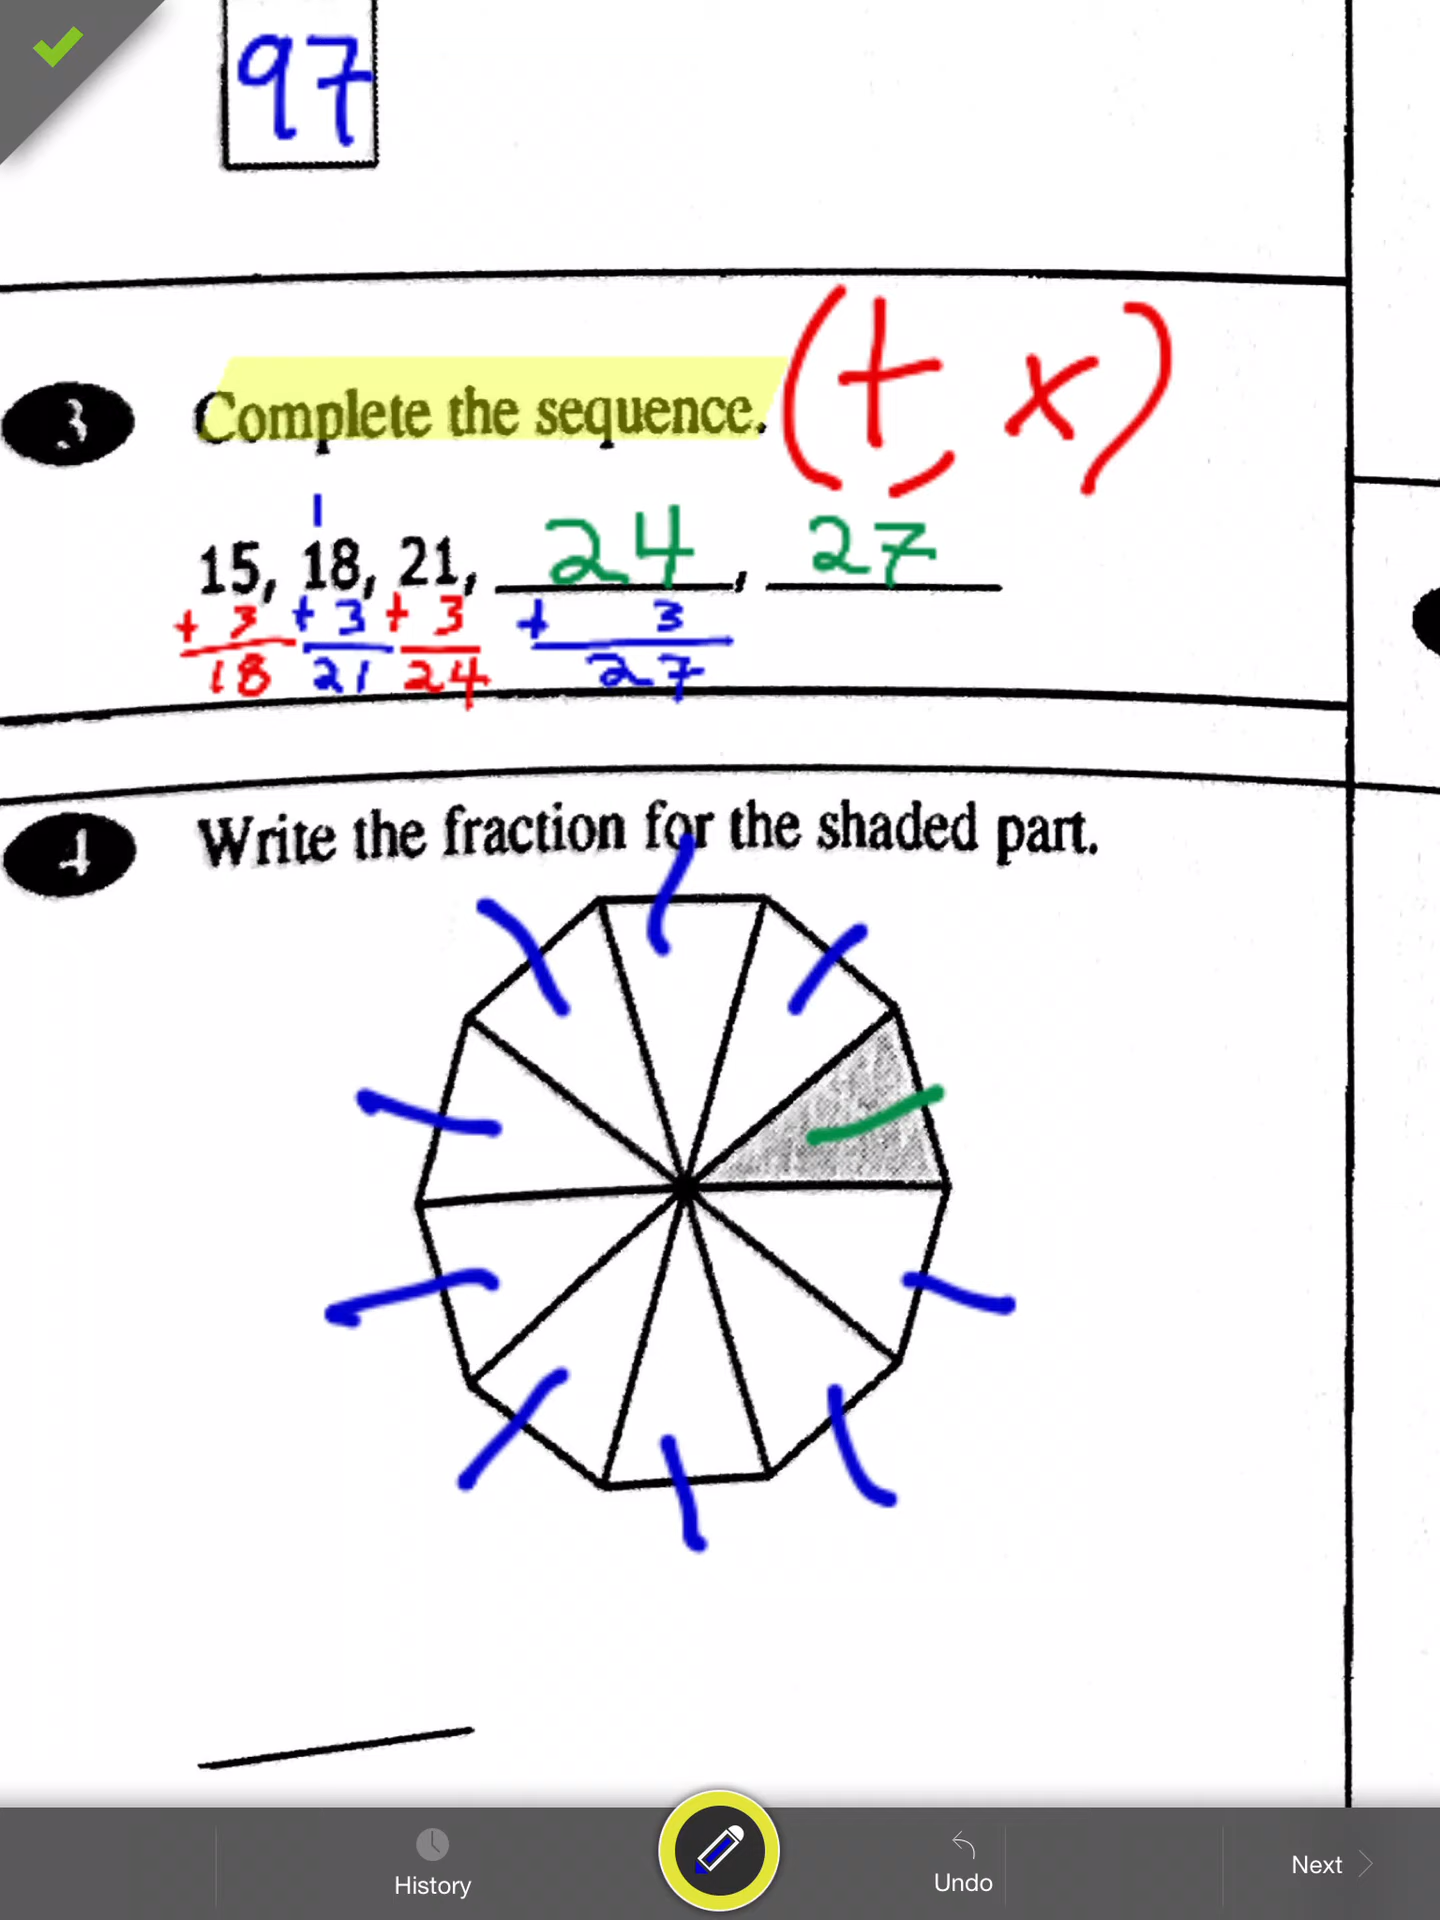 97
3 Complete the sequence. (+, x)
1
15, 18, 21, 24, 27
+ 3 + 3 + 3 + 3
18 21 24 27
4 Write the fraction for the shaded part.
History Undo Next